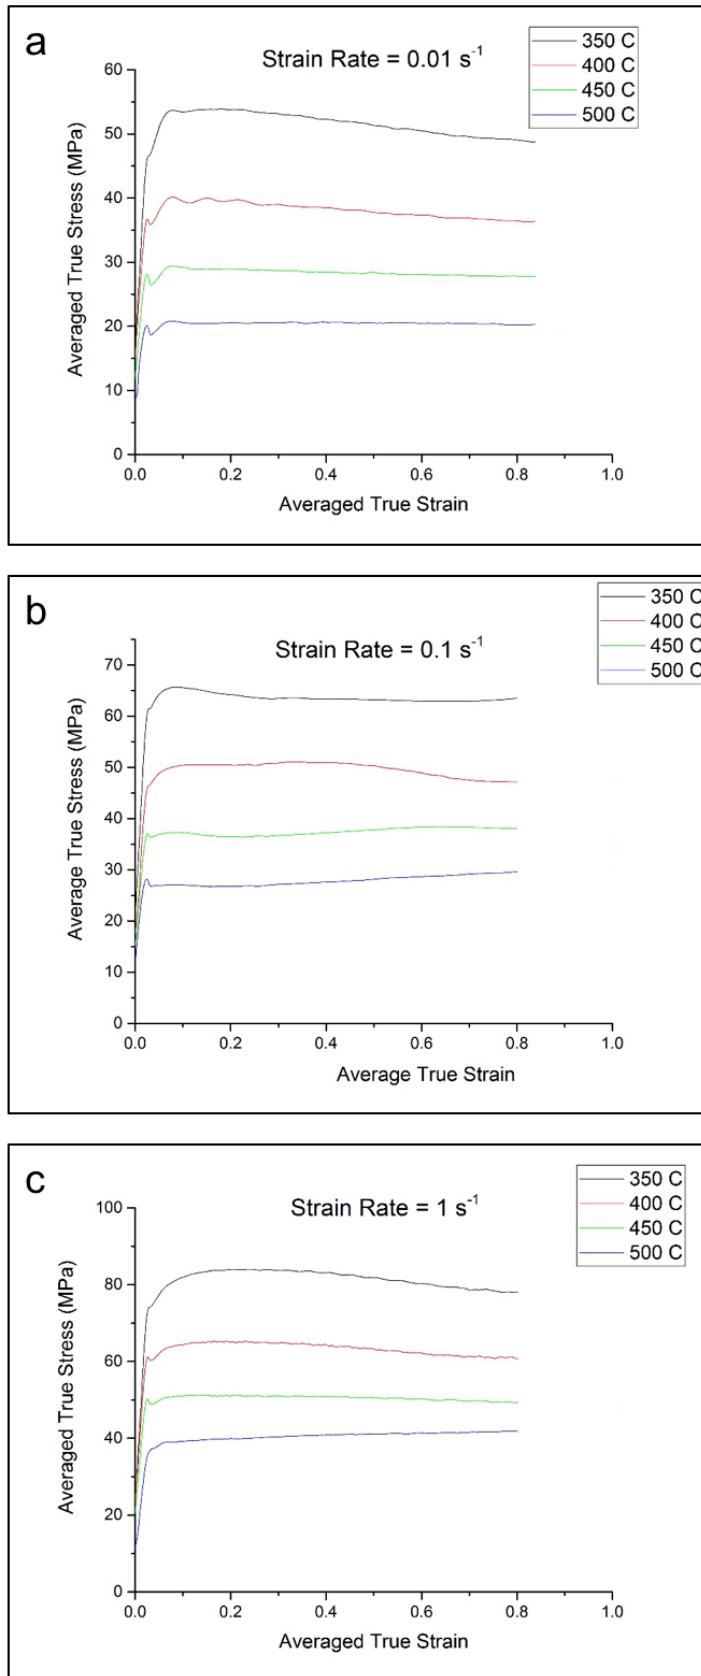 a
Strain Rate = 0.01 s⁻¹
350 C
400 C
450 C
500 C
Averaged True Stress (MPa)
60
50
40
30
20
10
0
0.0 0.2 0.4 0.6 0.8 1.0
Averaged True Strain
b
Strain Rate = 0.1 s⁻¹
350 C
400 C
450 C
500 C
Average True Stress (MPa)
70
60
50
40
30
20
10
0
0.0 0.2 0.4 0.6 0.8 1.0
Average True Strain
c
Strain Rate = 1 s⁻¹
350 C
400 C
450 C
500 C
Averaged True Stress (MPa)
100
80
60
40
20
0
0.0 0.2 0.4 0.6 0.8 1.0
Averaged True Strain